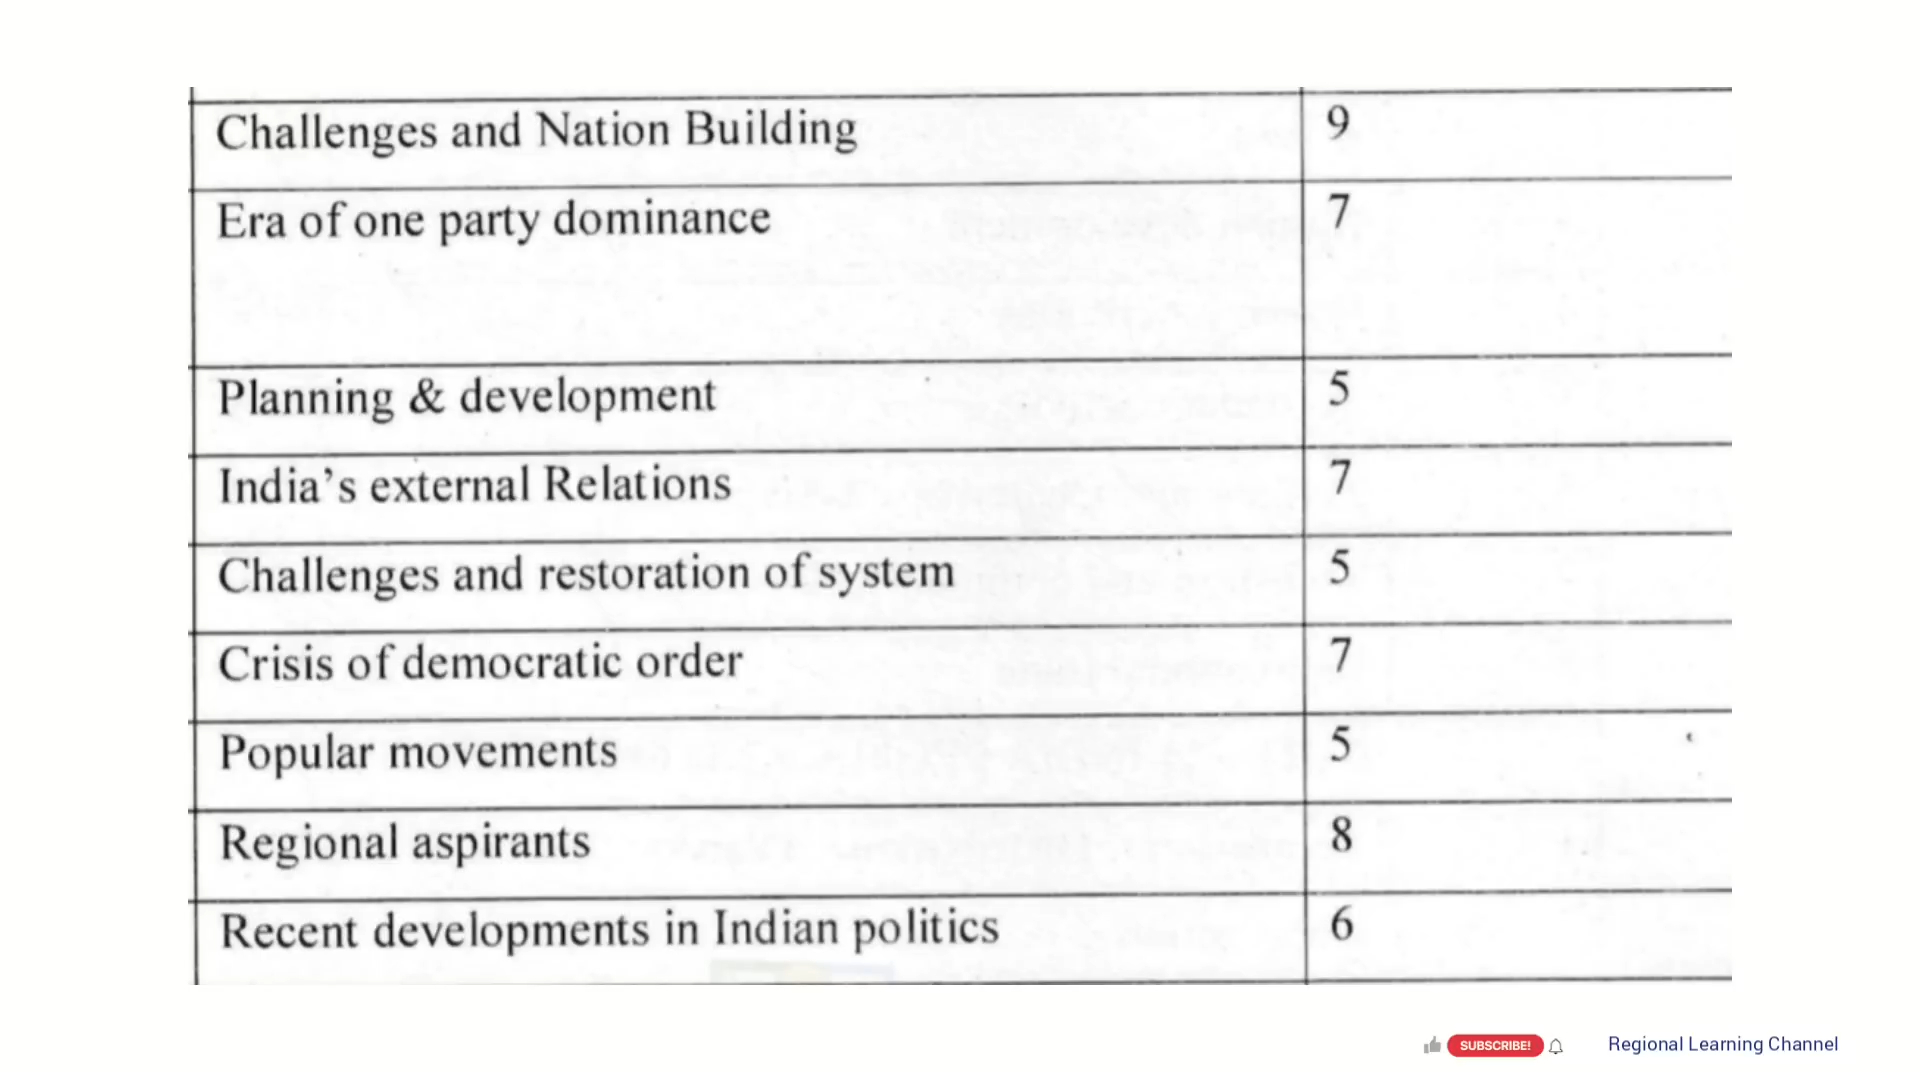 Challenges and Nation Building 9
Era of one party dominance 7
Planning & development 5
India's external Relations 7
Challenges and restoration of system 5
Crisis of democratic order 7
Popular movements 5
Regional aspirants 8
Recent developments in Indian politics 6
SUBSCRIBE! Regional Learning Channel